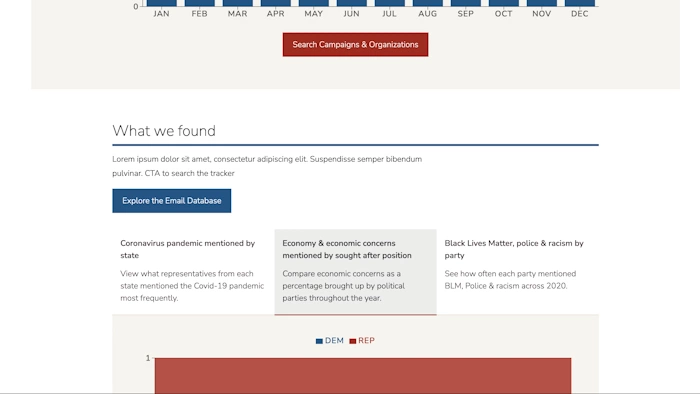 0
JAN FEB MAR APR MAY JUN JUL AUG SEP OCT NOV DEC
Search Campaigns & Organizations
What we found
Lorem ipsum dolor sit amet, consectetur adipiscing elit. Suspendisse semper bibendum
pulvinar. CTA to search the tracker
Explore the Email Database
Coronavirus pandemic mentioned by
state
View what representatives from each
state mentioned the Covid-19 pandemic
most frequently.
Economy & economic concerns
mentioned by sought after position
Compare economic concerns as a
percentage brought up by political
parties throughout the year.
Black Lives Matter, police & racism by
party
See how often each party mentioned
BLM, Police & racism across 2020.
DEM REP
1